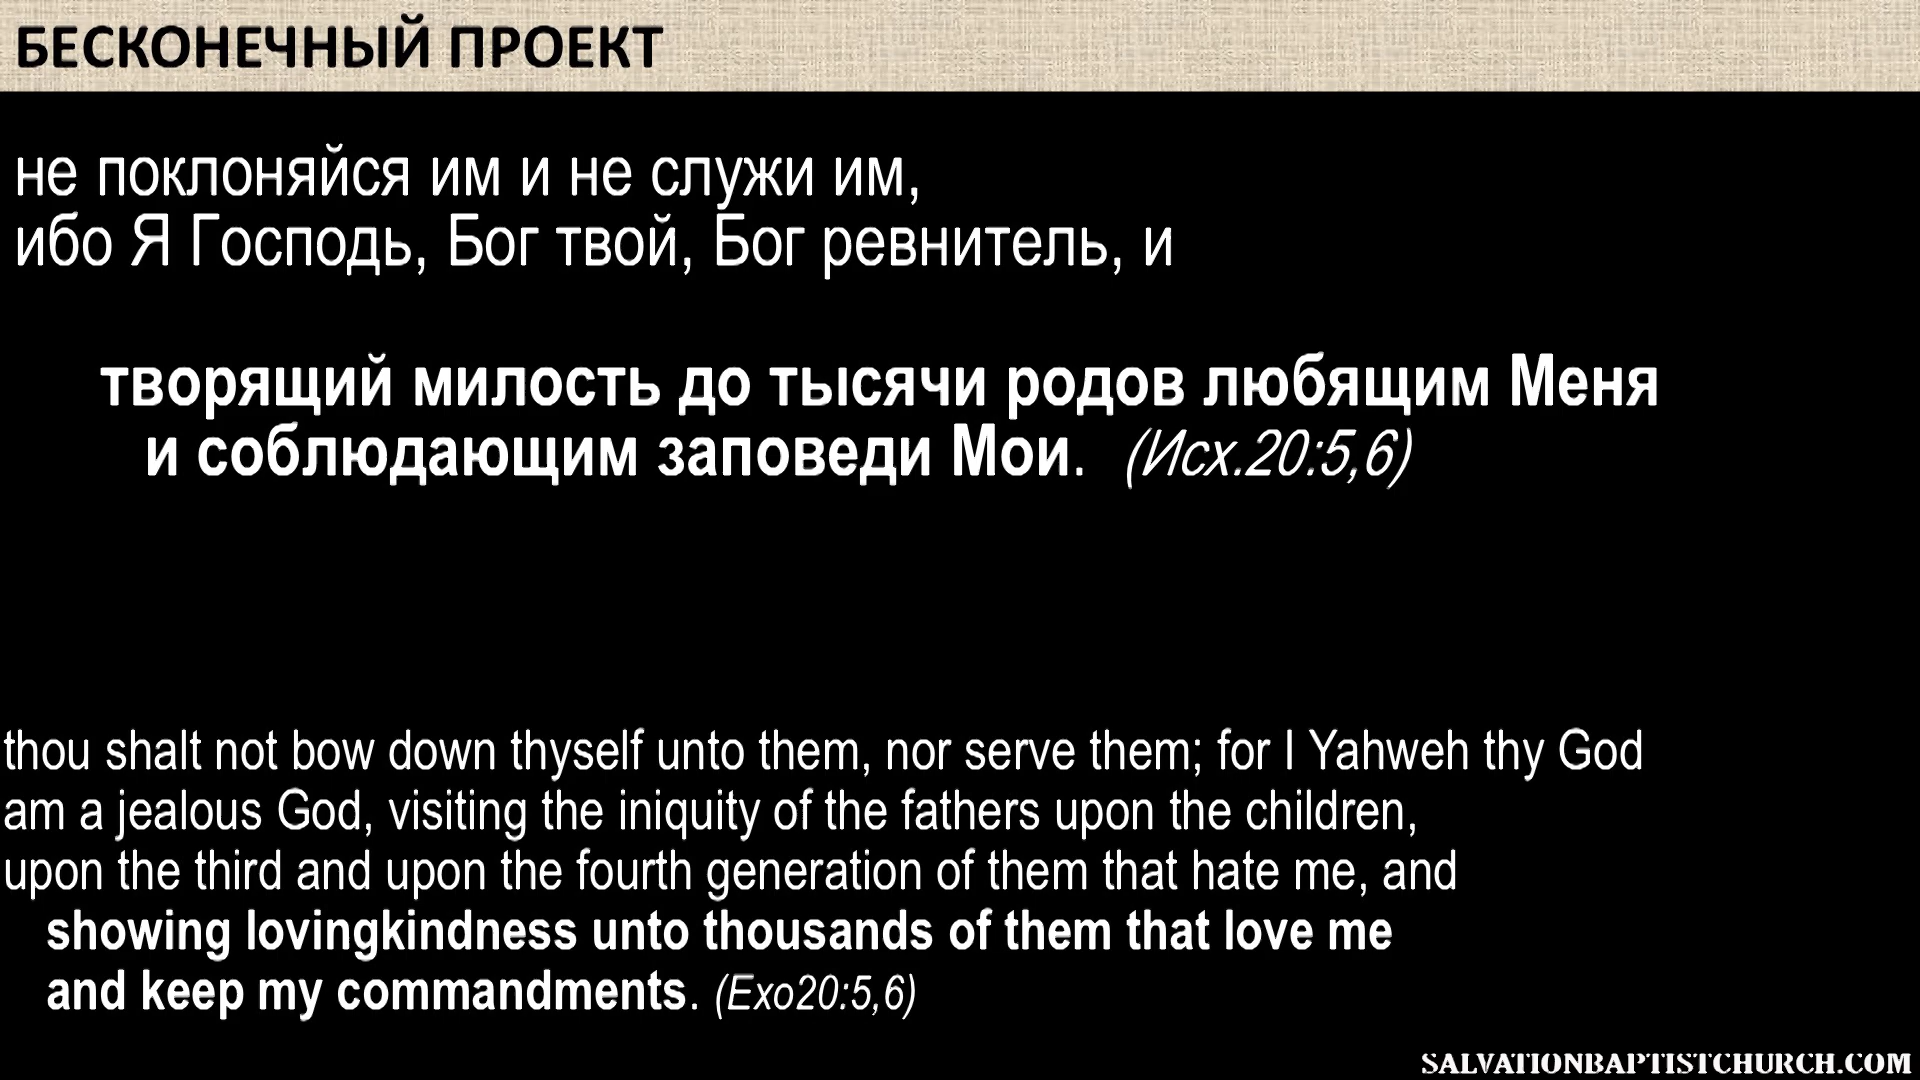 БЕСКОНЕЧНЫЙ ПРОЕКТ
не поклоняйся им и не служи им,
ибо Я Господь, Бог твой, Бог ревнитель, и
творящий милость до тысячи родов любящим Меня
и соблюдающим заповеди Мои. (Исх.20:5,6)
thou shalt not bow down thyself unto them, nor serve them; for I Yahweh thy God
am a jealous God, visiting the iniquity of the fathers upon the children,
upon the third and upon the fourth generation of them that hate me, and
showing lovingkindness unto thousands of them that love me
and keep my commandments. (Exo20:5,6)
SALVATIONBAPTISTCHURCH.COM